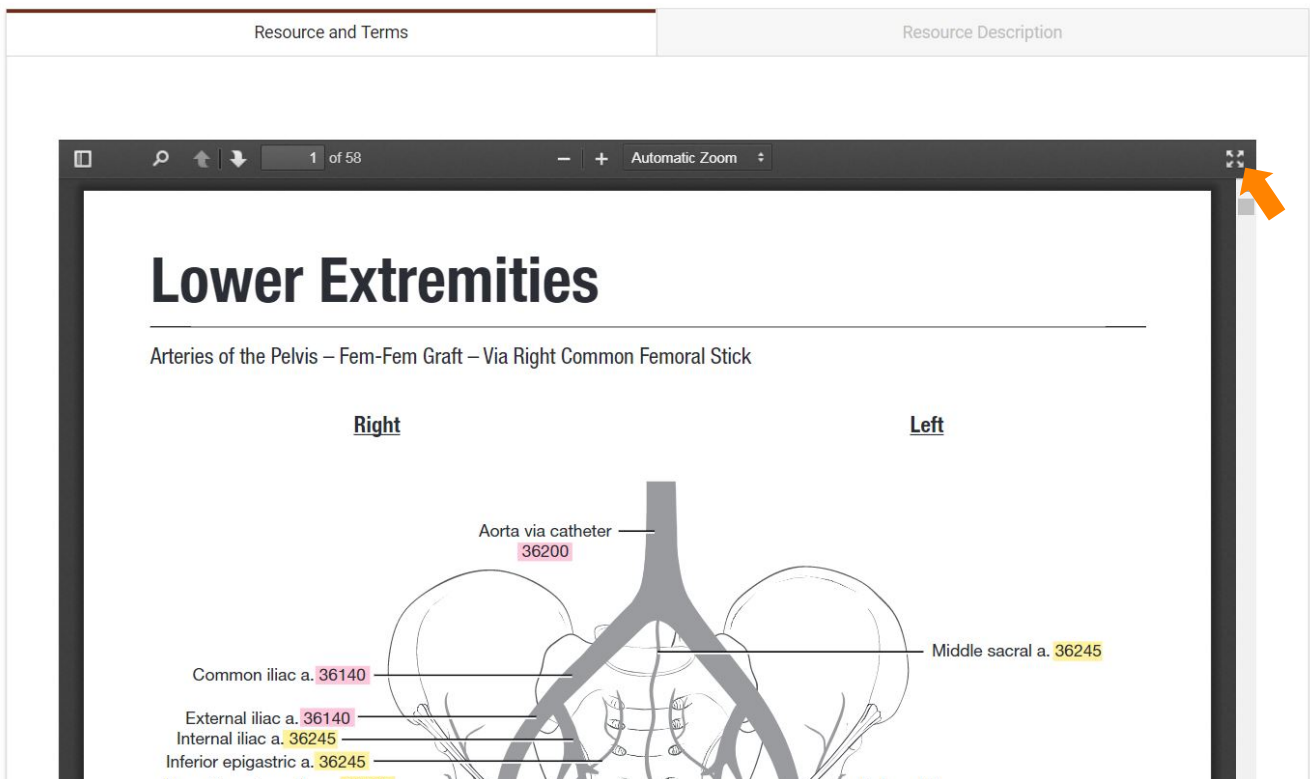 Resource and Terms
Resource Description
1 of 58
Automatic Zoom
Lower Extremities
Arteries of the Pelvis – Fem-Fem Graft – Via Right Common Femoral Stick
Right
Left
Aorta via catheter
36200
Middle sacral a. 36245
Common iliac a. 36140
External iliac a. 36140
Internal iliac a. 36245
Inferior epigastric a. 36245